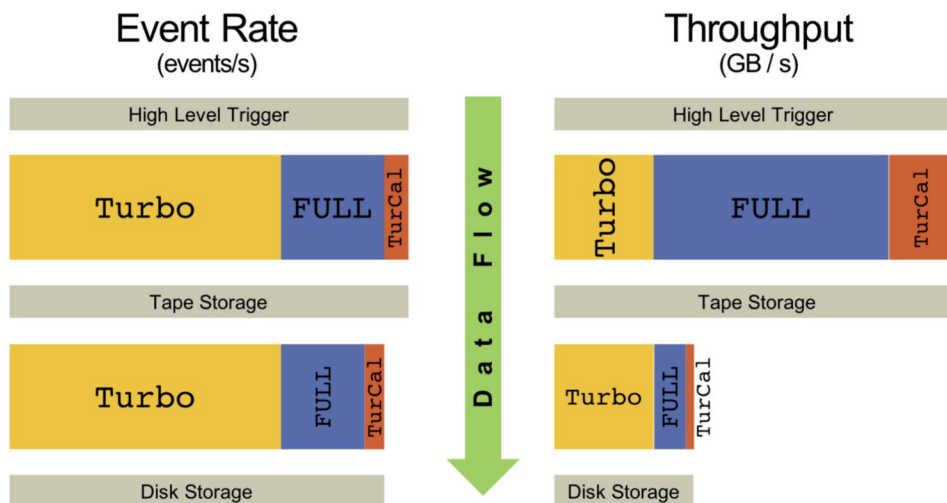 Event Rate
(events/s)
High Level Trigger
Turbo
FULL
TurCal
Tape Storage
Turbo
FULL
TurCal
Disk Storage
Data Flow
Throughput
(GB / s)
High Level Trigger
Turbo
FULL
TurCal
Tape Storage
Turbo
FULL
TurCal
Disk Storage